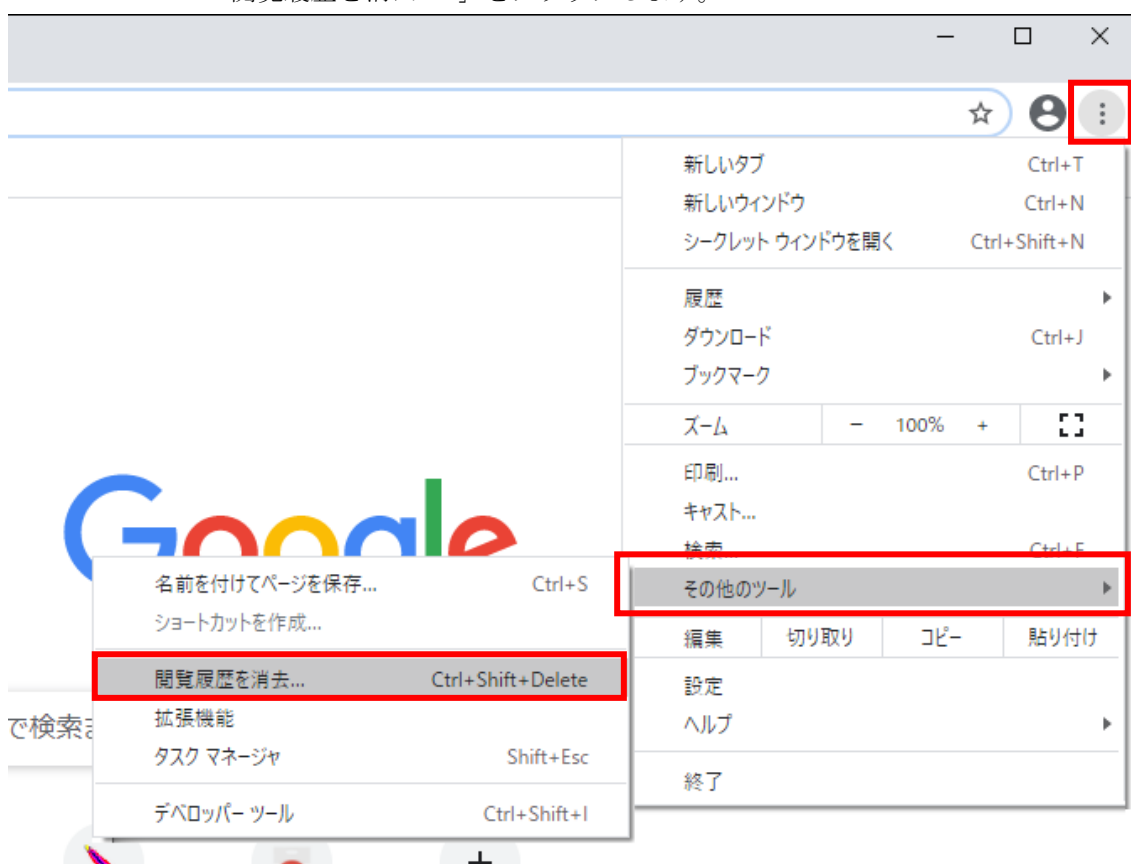 新しいタブ Ctrl+T
新しいウィンドウ Ctrl+N
シークレット ウィンドウを開く Ctrl+Shift+N
履歴
ダウンロード Ctrl+J
ブックマーク
ズーム − 100% +
印刷... Ctrl+P
キャスト...
検索... Ctrl+F
Google
その他のツール
名前を付けてページを保存... Ctrl+S
ショートカットを作成...
閲覧履歴を消去... Ctrl+Shift+Delete
拡張機能
タスク マネージャ Shift+Esc
デベロッパー ツール Ctrl+Shift+I
編集 切り取り コピー 貼り付け
設定
ヘルプ
終了
で検索